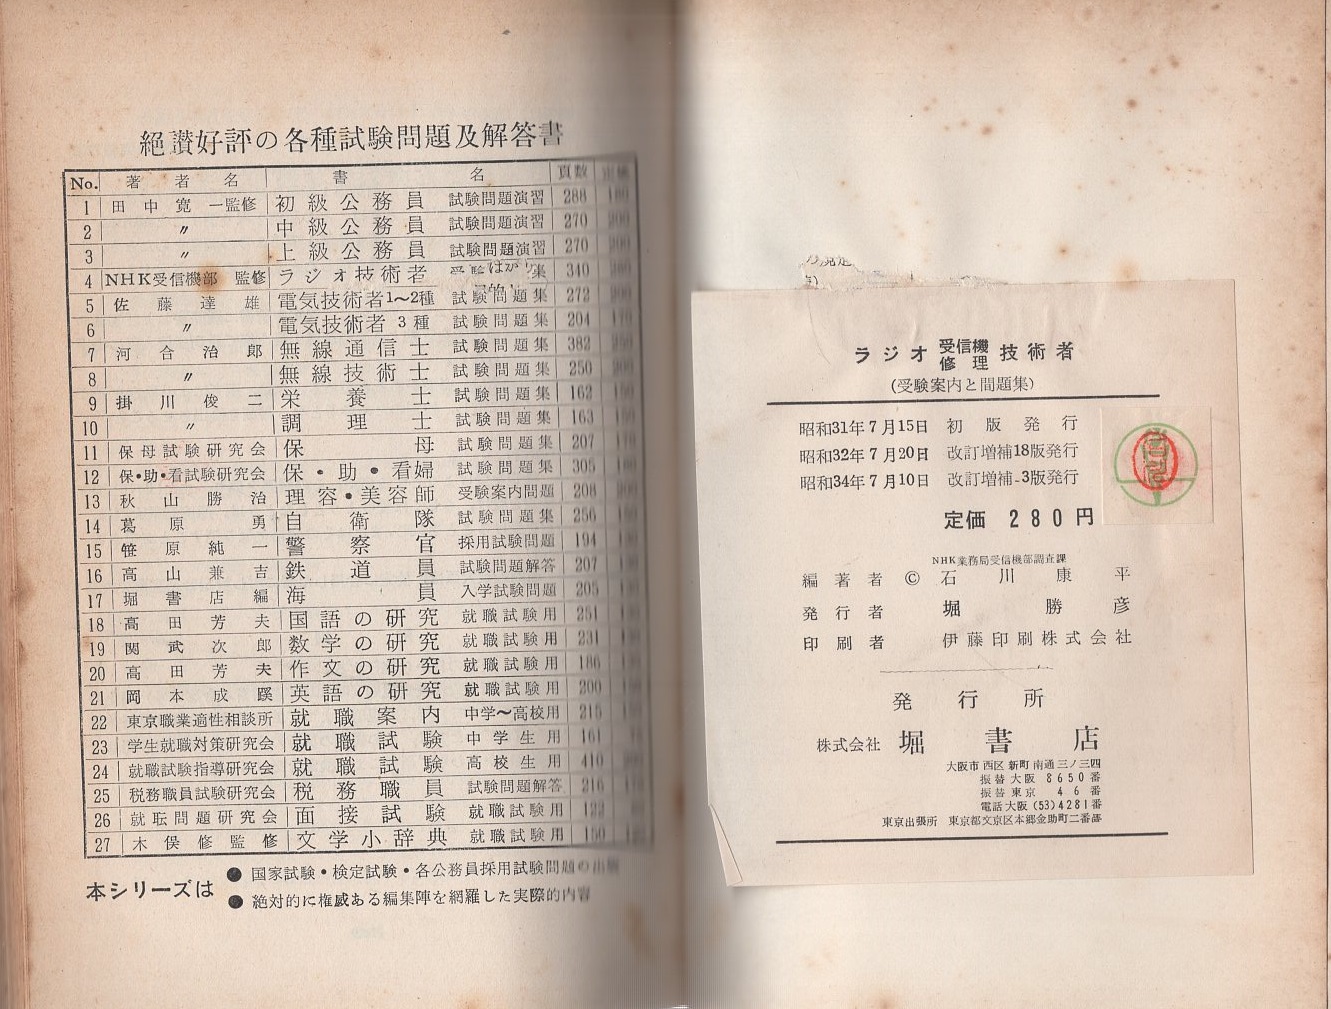 絕讃好評の各種試験問題及解答書
No. 著者名 書名 頁数
1 田中寛一監修 初級公務員 試験問題演習 288
2 〃 中級公務員 試験問題演習 270
3 〃 上級公務員 試験問題演習 270
4 NHK受信機部 監修 ラジオ技術者 340
5 佐藤達雄 電気技術者1〜2種 試験問題集 272
6 〃 電気技術者3種 試験問題集 204
7 河合治郎 無線通信士 試験問題集 382
8 〃 無線技術士 試験問題集 250
9 掛川俊二 栄養士 試験問題集 162
10 〃 調理士 試験問題集 163
11 保母試験研究会 保母 試験問題集 207
12 保・助・看試験研究会 保・助・看婦 試験問題集 305
13 秋山勝治 理容・美容師 受験案内問題 208
14 葛原勇 自衛隊 試験問題集 256
15 笹原純一 警察官 採用試験問題 194
16 高山兼吉 鉄道員 試験問題解答 207
17 堀書店編 海員 入学試験問題 205
18 高田芳夫 国語の研究 就職試験用 251
19 関武次郎 数学の研究 就職試験用 231
20 高田芳夫 作文の研究 就職試験用 186
21 岡本成蹊 英語の研究 就職試験用 200
22 東京職業適性相談所 就職案内 中学〜高校用 215
23 学生就職対策研究会 就職試験 中学生用 161
24 就職試験指導研究会 就職試験 高校生用 410
25 税務職員試験研究会 税務職員 試験問題解答 216
26 就転問題研究会 面接試験 就職試験用 122
27 木俣修監修 文学小辞典 就職試験用 150
本シリーズは
● 国家試験・検定試験・各公務員採用試験問題の
● 絶対的に権威ある編集陣を網羅した実際的内容
ラジオ受信機修理技術者
(受験案内と問題集)
昭和31年7月15日 初版発行
昭和32年7月20日 改訂増補18版発行
昭和34年7月10日 改訂増補-3版発行
定価 280円
NHK業務局受信機部調査課
編著者 © 石川康平
発行者 堀勝彦
印刷者 伊藤印刷株式会社
発行所
株式会社 堀書店
大阪市西区新町南通三ノ三四
振替大阪 8650番
振替東京 46番
電話大阪(53)4281番
東京出張所 東京都文京区本郷金助町二番地